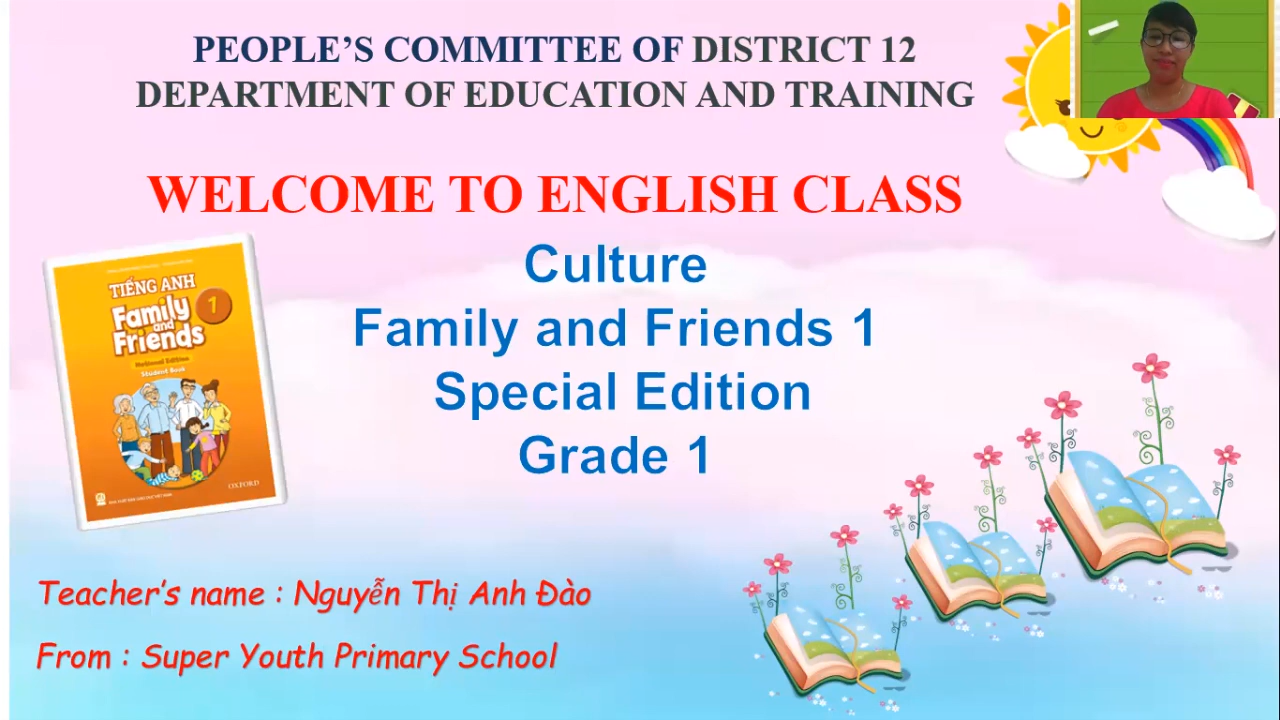 PEOPLE’S COMMITTEE OF DISTRICT 12
DEPARTMENT OF EDUCATION AND TRAINING
WELCOME TO ENGLISH CLASS
Culture
Family and Friends 1
Special Edition
Grade 1
TIẾNG ANH
Family
and
Friends
1
National Edition
Student Book
OXFORD
Teacher’s name : Nguyễn Thị Anh Đào
From : Super Youth Primary School